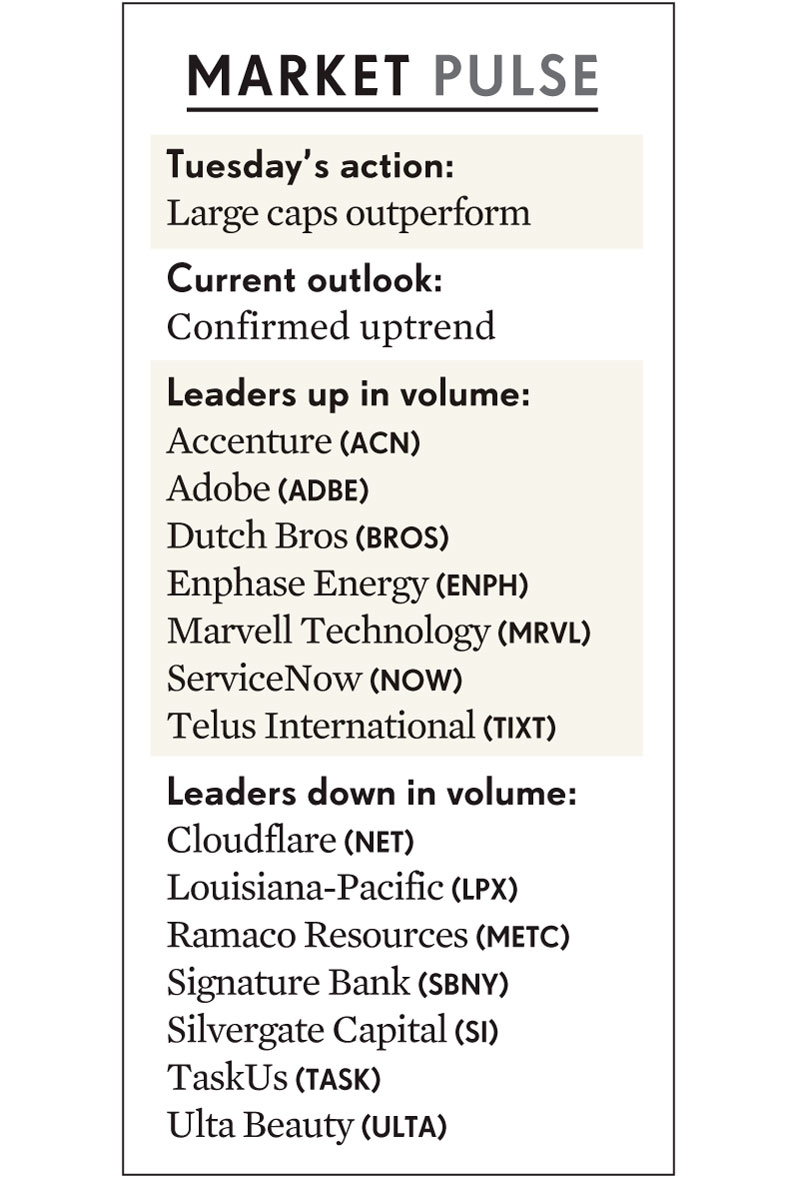 MARKET PULSE
Tuesday’s action:
Large caps outperform
Current outlook:
Confirmed uptrend
Leaders up in volume:
Accenture (ACN)
Adobe (ADBE)
Dutch Bros (BROS)
Enphase Energy (ENPH)
Marvell Technology (MRVL)
ServiceNow (NOW)
Telus International (TIXT)
Leaders down in volume:
Cloudflare (NET)
Louisiana-Pacific (LPX)
Ramaco Resources (METC)
Signature Bank (SBNY)
Silvergate Capital (SI)
TaskUs (TASK)
Ulta Beauty (ULTA)